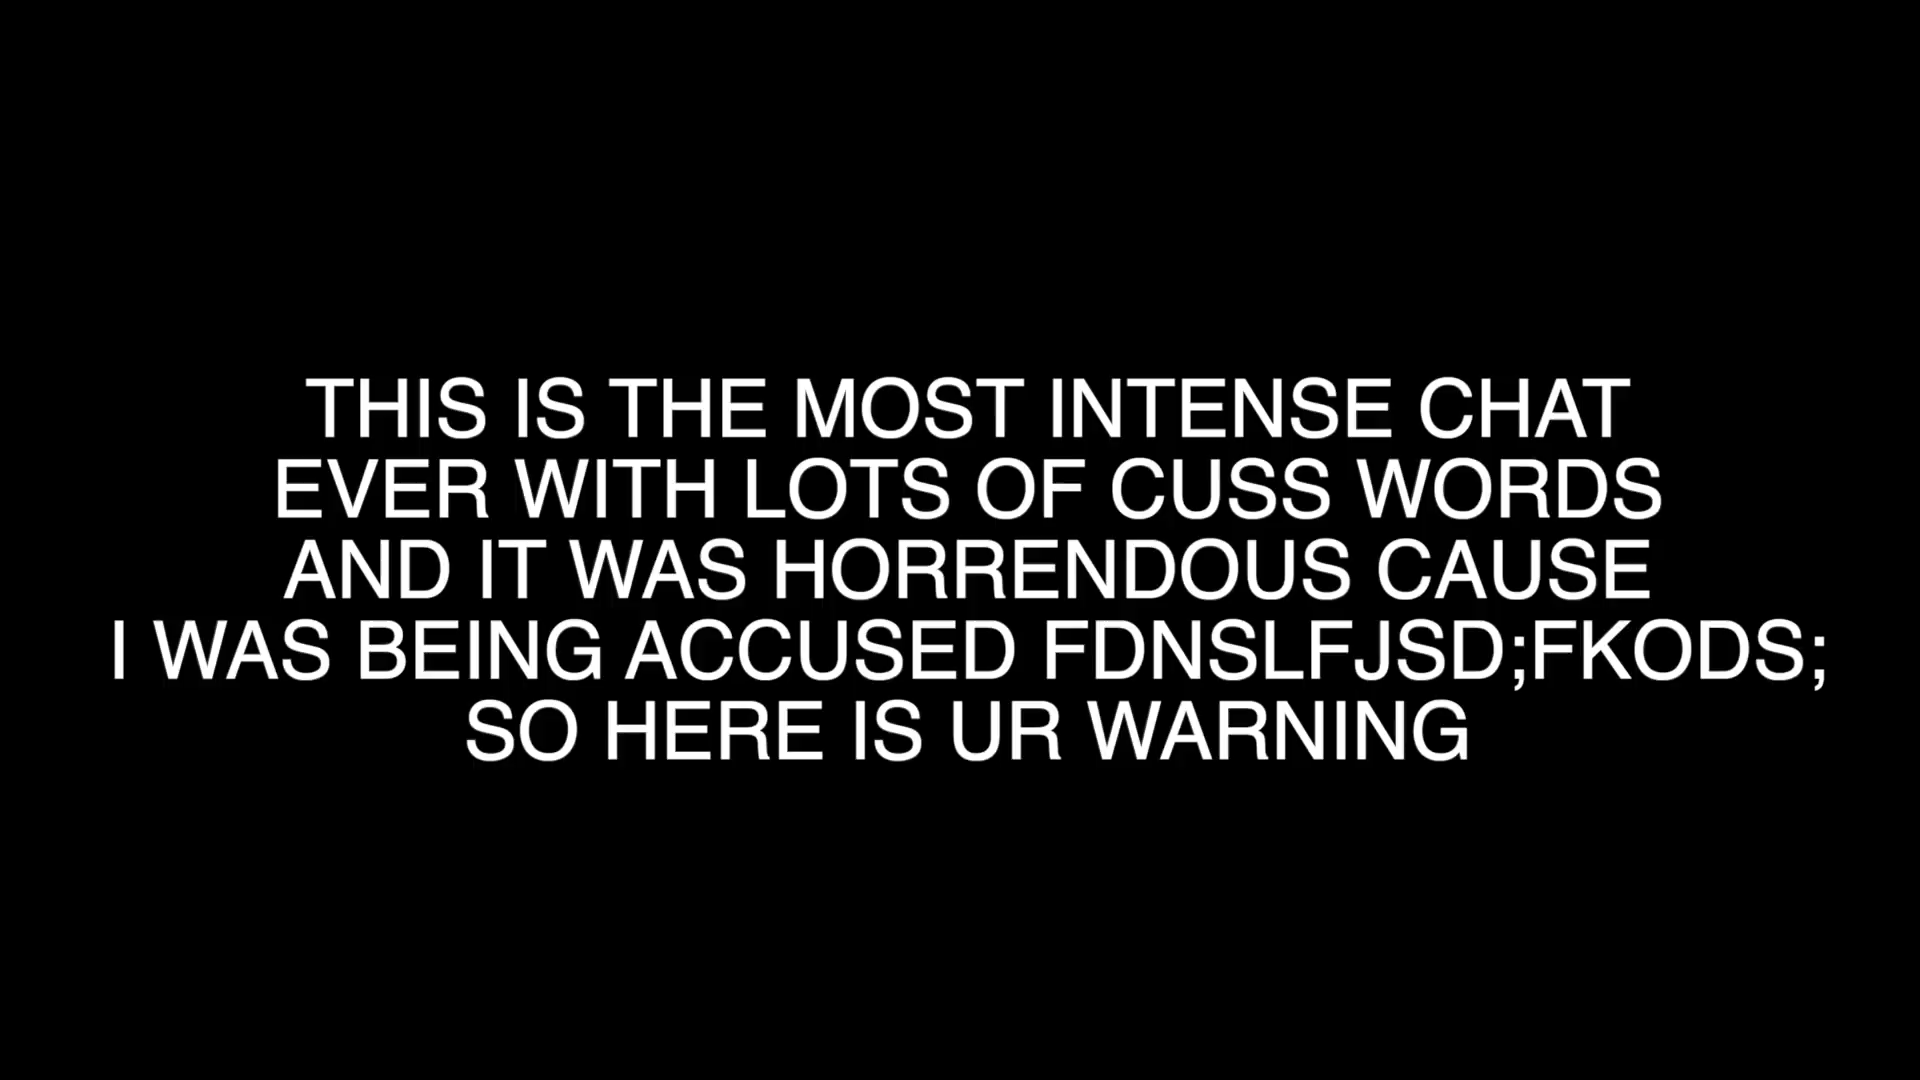 THIS IS THE MOST INTENSE CHAT
EVER WITH LOTS OF CUSS WORDS
AND IT WAS HORRENDOUS CAUSE
I WAS BEING ACCUSED FDNSLFJSD;FKODS;
SO HERE IS UR WARNING